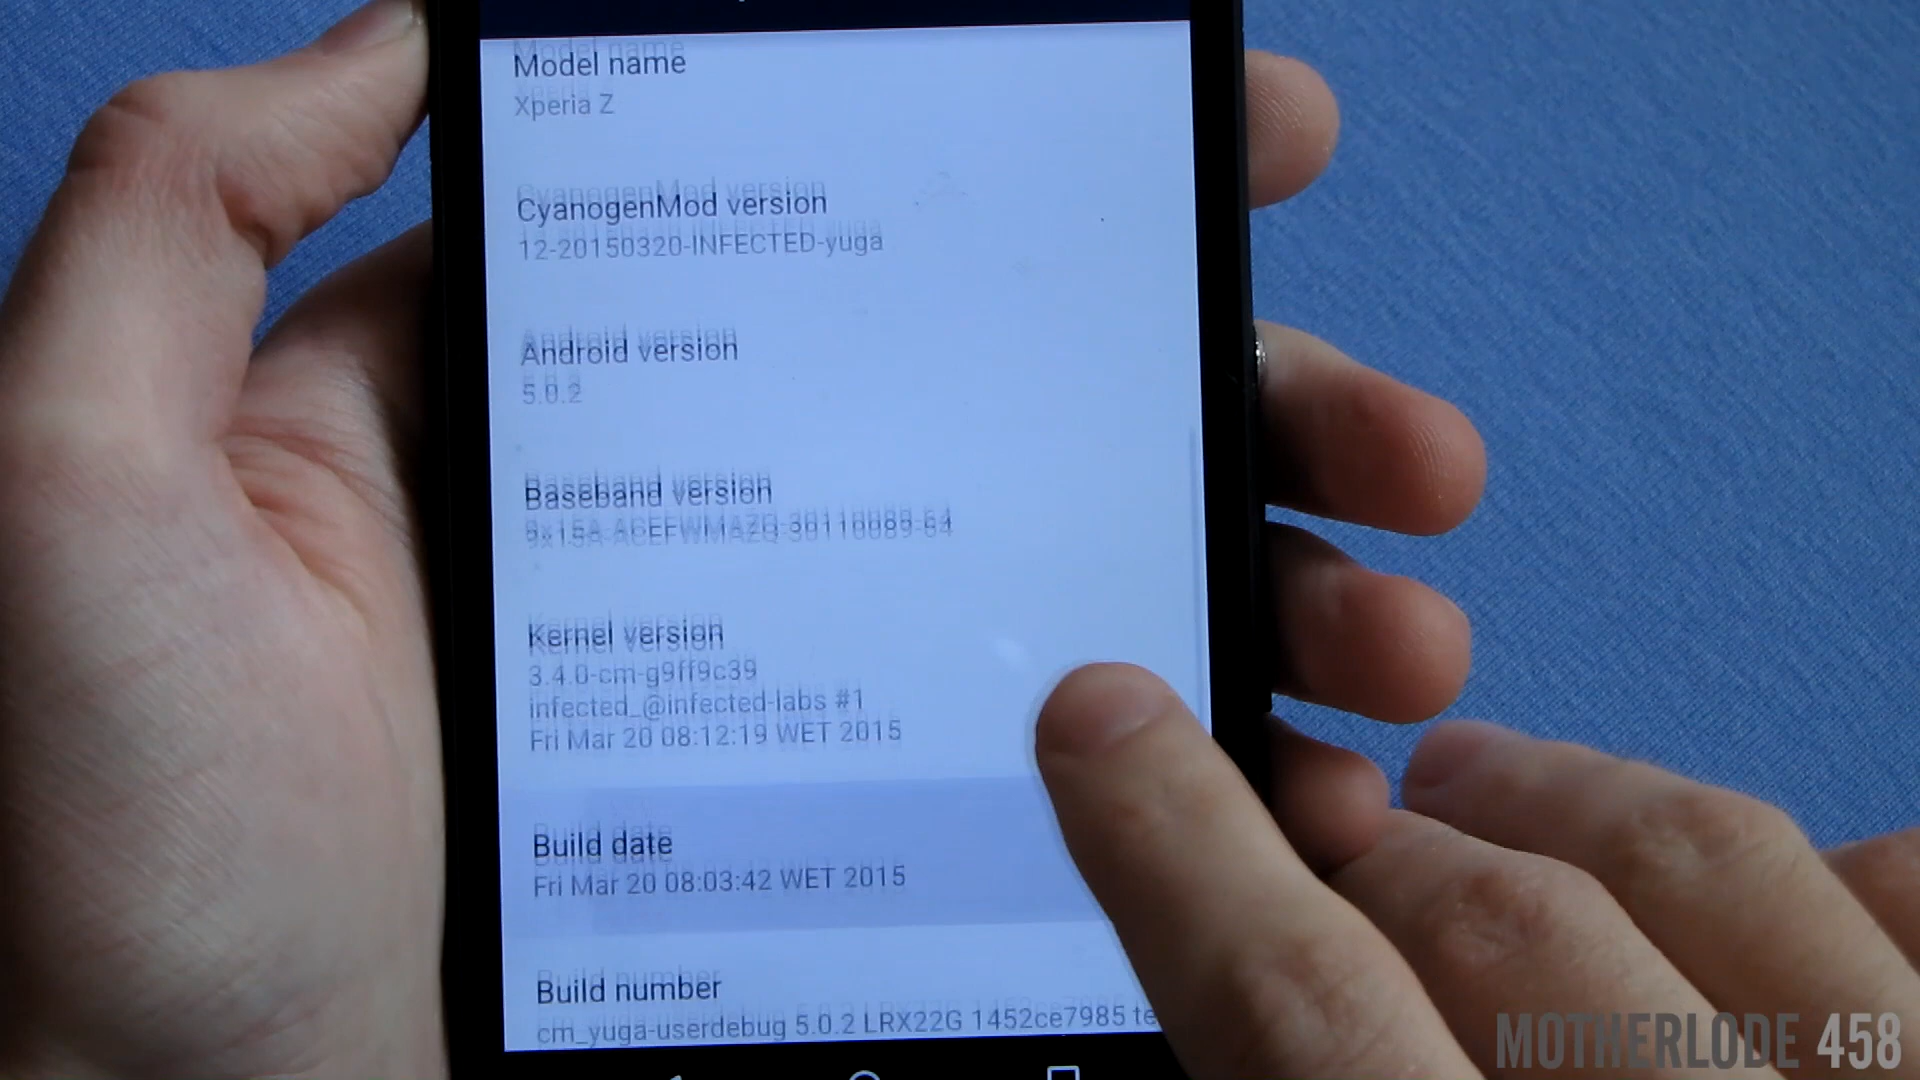 Model name
Xperia Z
CyanogenMod version
12-20150320-INFECTED-yuga
Android version
5.0.2
Baseband version
Kernel version
3.4.0-cm-g9ff9c39
infected_@infected-labs #1
Fri Mar 20 08:12:19 WET 2015
Build date
Fri Mar 20 08:03:42 WET 2015
Build number
cm_yuga-userdebug 5.0.2 LRX22G 1452ce7985 te
MOTHERLODE 458